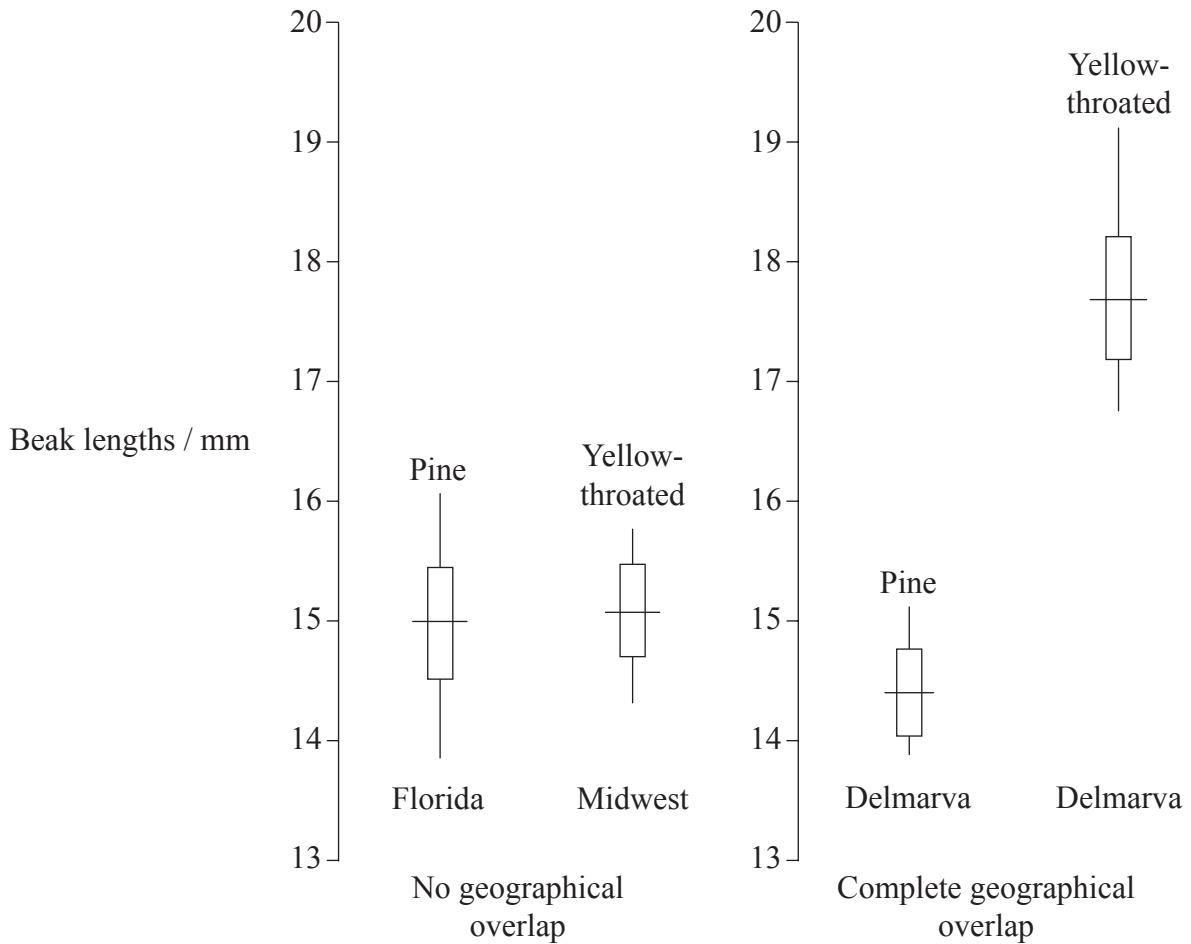 20
19
18
17
16
15
14
13
Beak lengths / mm
Pine
Yellow-
throated
Florida
Midwest
No geographical
overlap
20
19
18
17
16
15
14
13
Yellow-
throated
Pine
Delmarva
Delmarva
Complete geographical
overlap